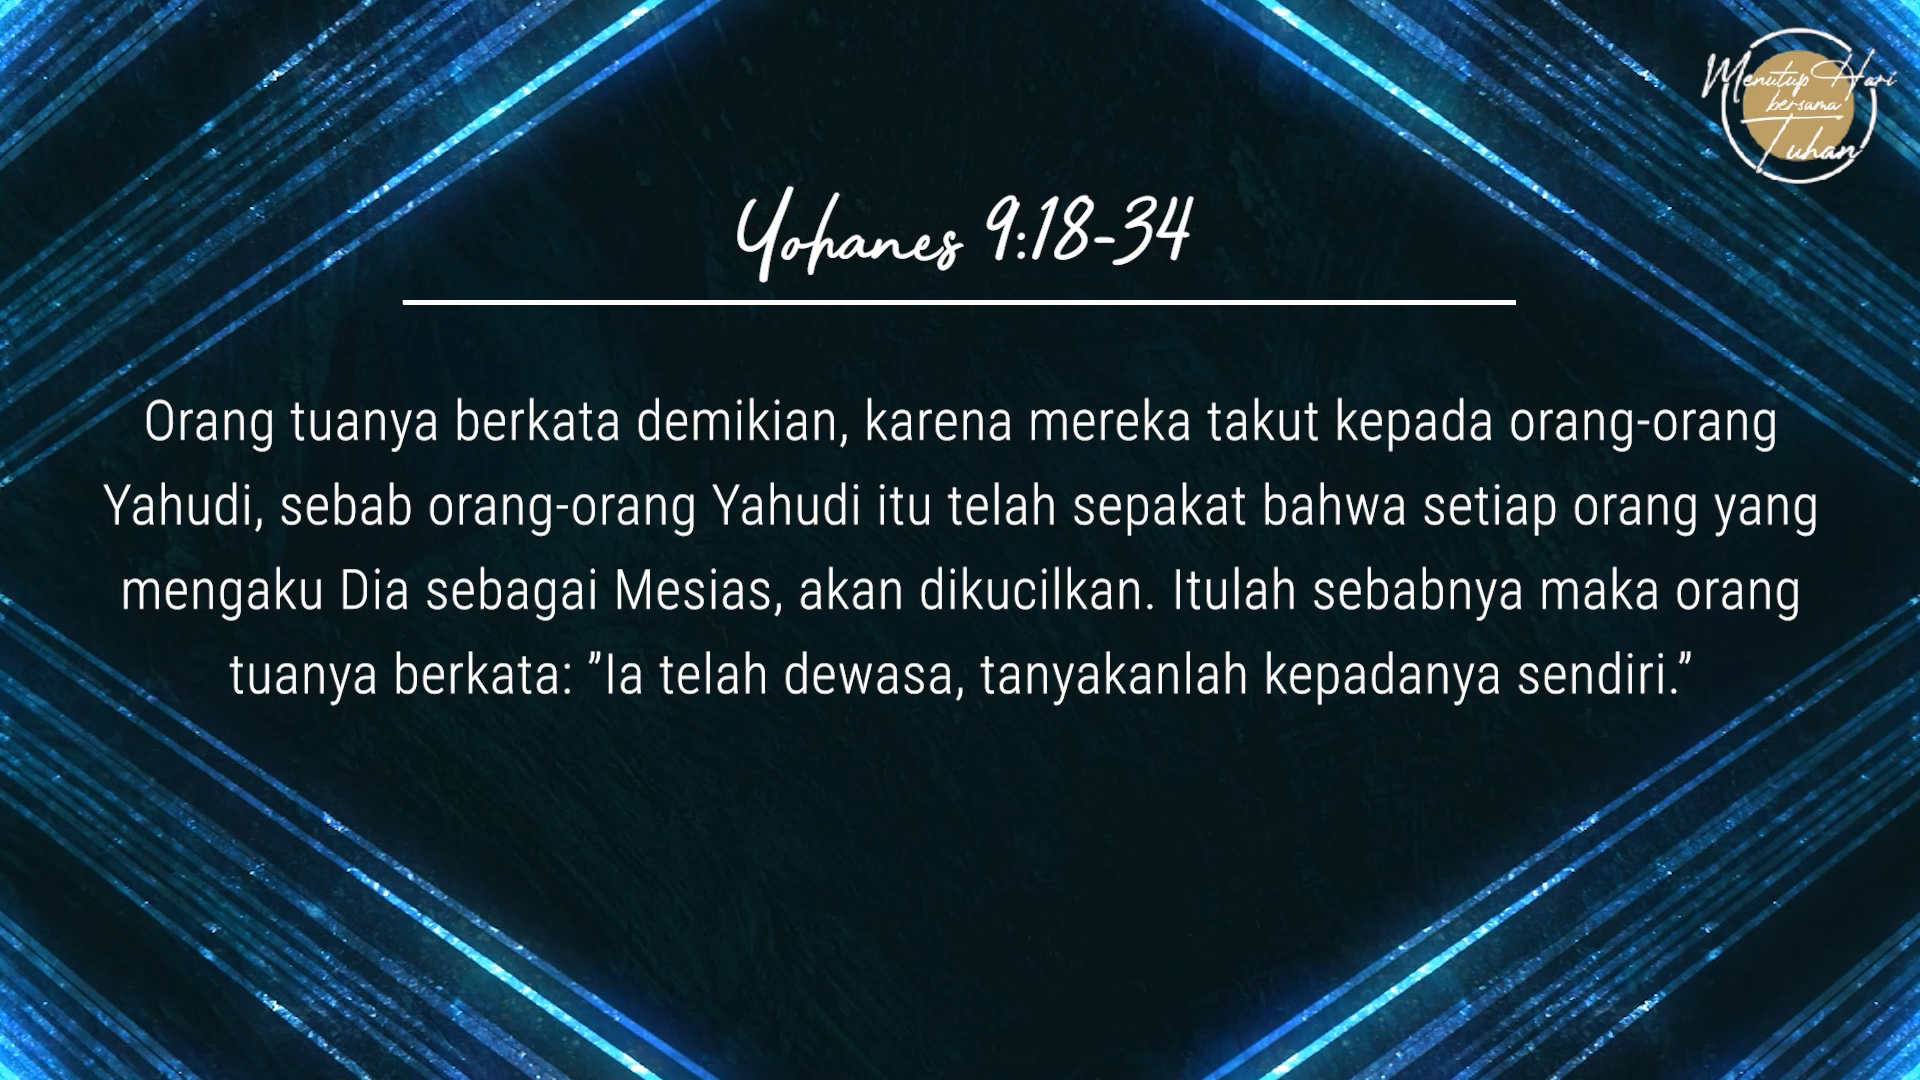 Menutup Hari
bersama
Tuhan
Yohanes 9:18-34
Orang tuanya berkata demikian, karena mereka takut kepada orang-orang
Yahudi, sebab orang-orang Yahudi itu telah sepakat bahwa setiap orang yang
mengaku Dia sebagai Mesias, akan dikucilkan. Itulah sebabnya maka orang
tuanya berkata: ”Ia telah dewasa, tanyakanlah kepadanya sendiri.”